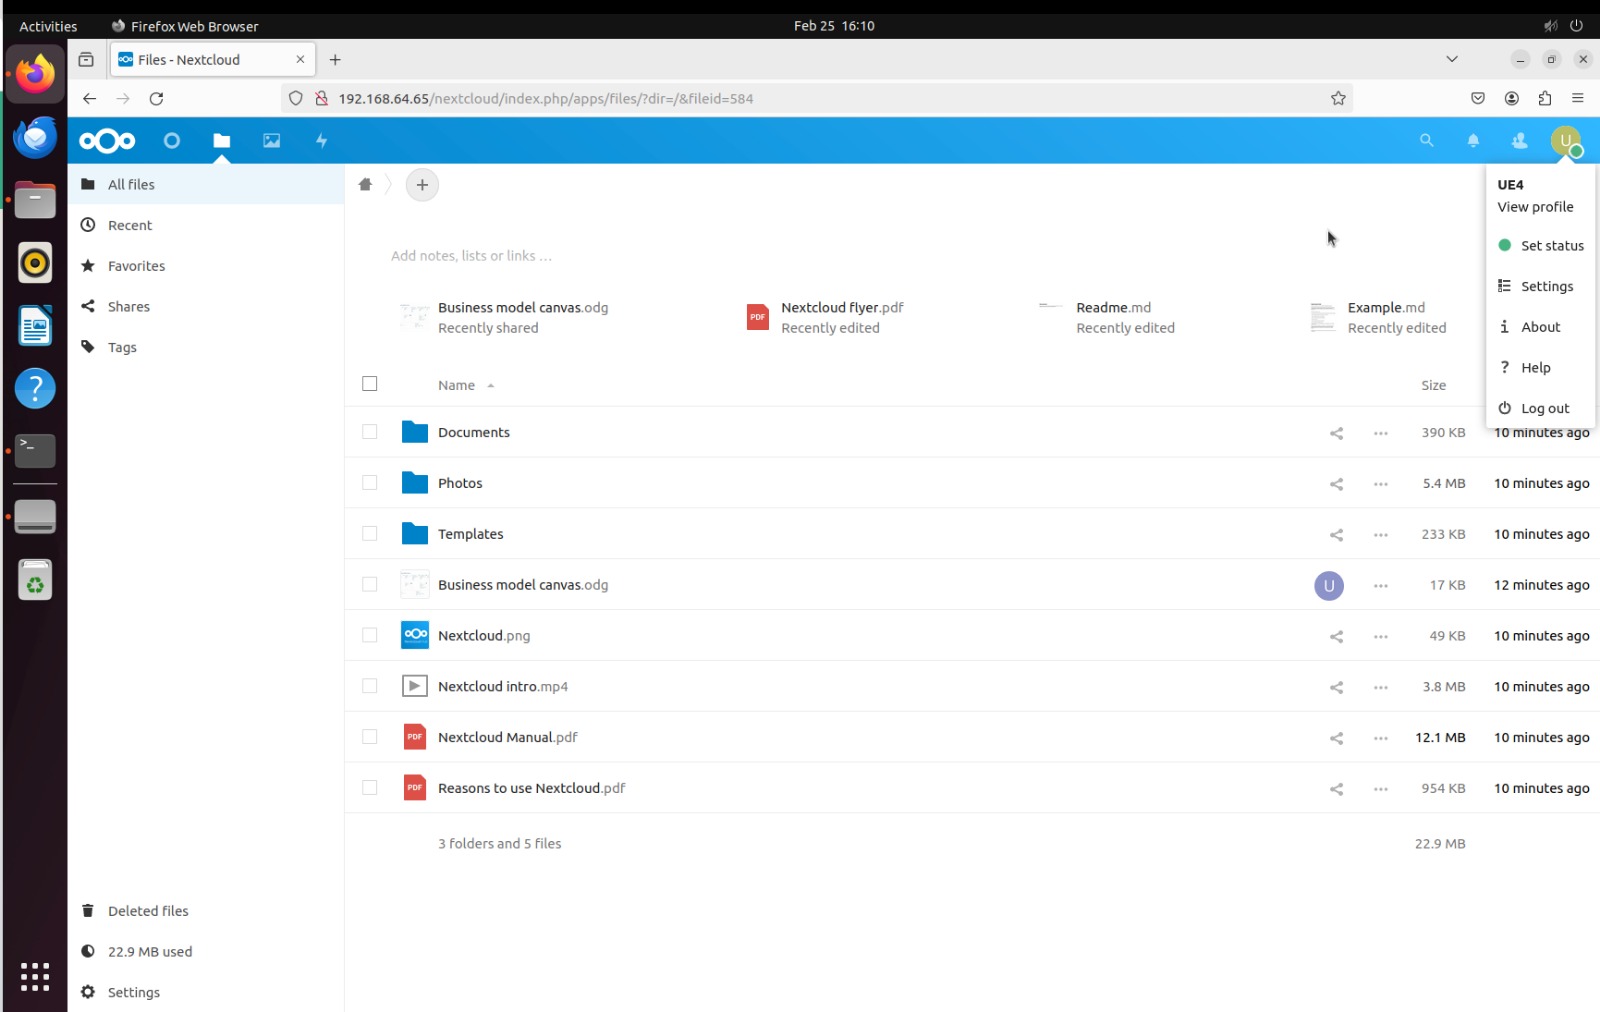 Activities
Firefox Web Browser
Feb 25 16:10
Files - Nextcloud
192.168.64.65/nextcloud/index.php/apps/files/?dir=/&fileid=584
U
All files
Recent
Favorites
Shares
Tags
UE4
View profile
Set status
Settings
About
Help
Log out
Add notes, lists or links ...
Business model canvas.odg
Recently shared
PDF
Nextcloud flyer.pdf
Recently edited
Readme.md
Recently edited
Example.md
Recently edited
Name
Size
Documents 390 KB 10 minutes ago
Photos 5.4 MB 10 minutes ago
Templates 233 KB 10 minutes ago
Business model canvas.odg U 17 KB 12 minutes ago
Nextcloud.png 49 KB 10 minutes ago
Nextcloud intro.mp4 3.8 MB 10 minutes ago
PDF Nextcloud Manual.pdf 12.1 MB 10 minutes ago
PDF Reasons to use Nextcloud.pdf 954 KB 10 minutes ago
3 folders and 5 files 22.9 MB
Deleted files
22.9 MB used
Settings